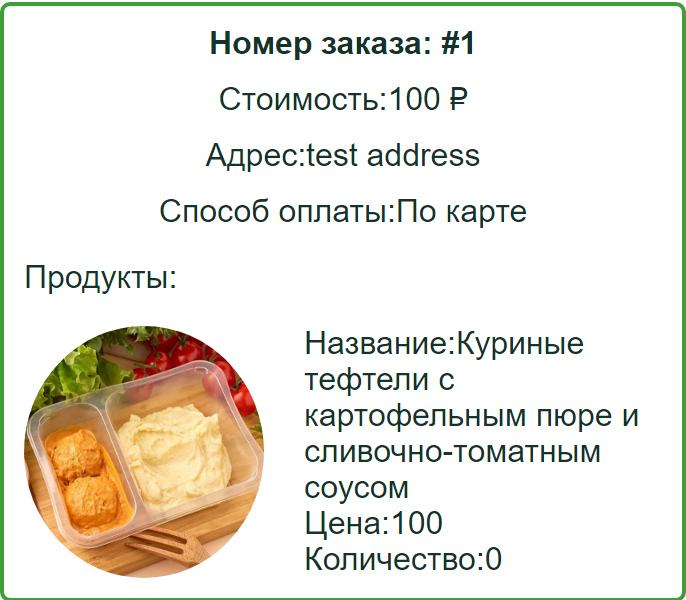 Номер заказа: #1
Стоимость:100 ₽
Адрес:test address
Способ оплаты:По карте
Продукты:
Название:Куриные
тефтели с
картофельным пюре и
сливочно-томатным
соусом
Цена:100
Количество:0